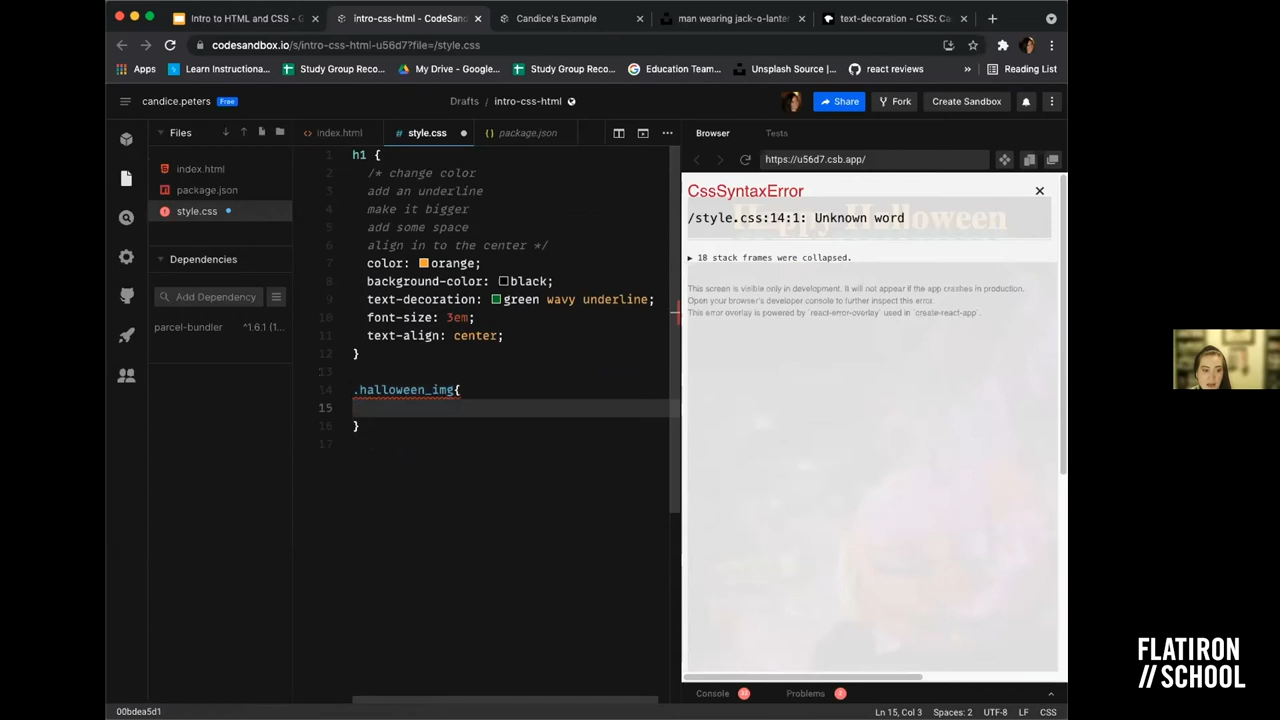 Intro to HTML and CSS - G
intro-css-html - CodeSand
Candice's Example
man wearing jack-o-lanter
text-decoration - CSS: Ca
codesandbox.io/s/intro-css-html-u56d7?file=/style.css
Apps
Learn Instructiona...
Study Group Reco...
My Drive - Google...
Study Group Reco...
Education Team...
Unsplash Source |...
react reviews
»
Reading List
candice.peters
Free
Drafts / intro-css-html
Share
Fork
Create Sandbox
Files
index.html
style.css
package.json
Browser
Tests
https://u56d7.csb.app/
index.html
package.json
style.css
Dependencies
Add Dependency
parcel-bundler
^1.6.1 (1...
1 h1 {
2 /* change color
3 add an underline
4 make it bigger
5 add some space
6 align in to the center */
7 color: orange;
8 background-color: black;
9 text-decoration: green wavy underline;
10 font-size: 3em;
11 text-align: center;
12 }
13
14 .halloween_img{
15
16 }
17
CssSyntaxError
/style.css:14:1: Unknown word
Happy Halloween
▶ 18 stack frames were collapsed.
This screen is visible only in development. It will not appear if the app crashes in production.
Open your browser's developer console to further inspect this error.
This error overlay is powered by `react-error-overlay` used in `create-react-app`.
Console
Problems
00bdea5d1
Ln 15, Col 3
Spaces: 2
UTF-8
LF
CSS
FLATIRON
// SCHOOL